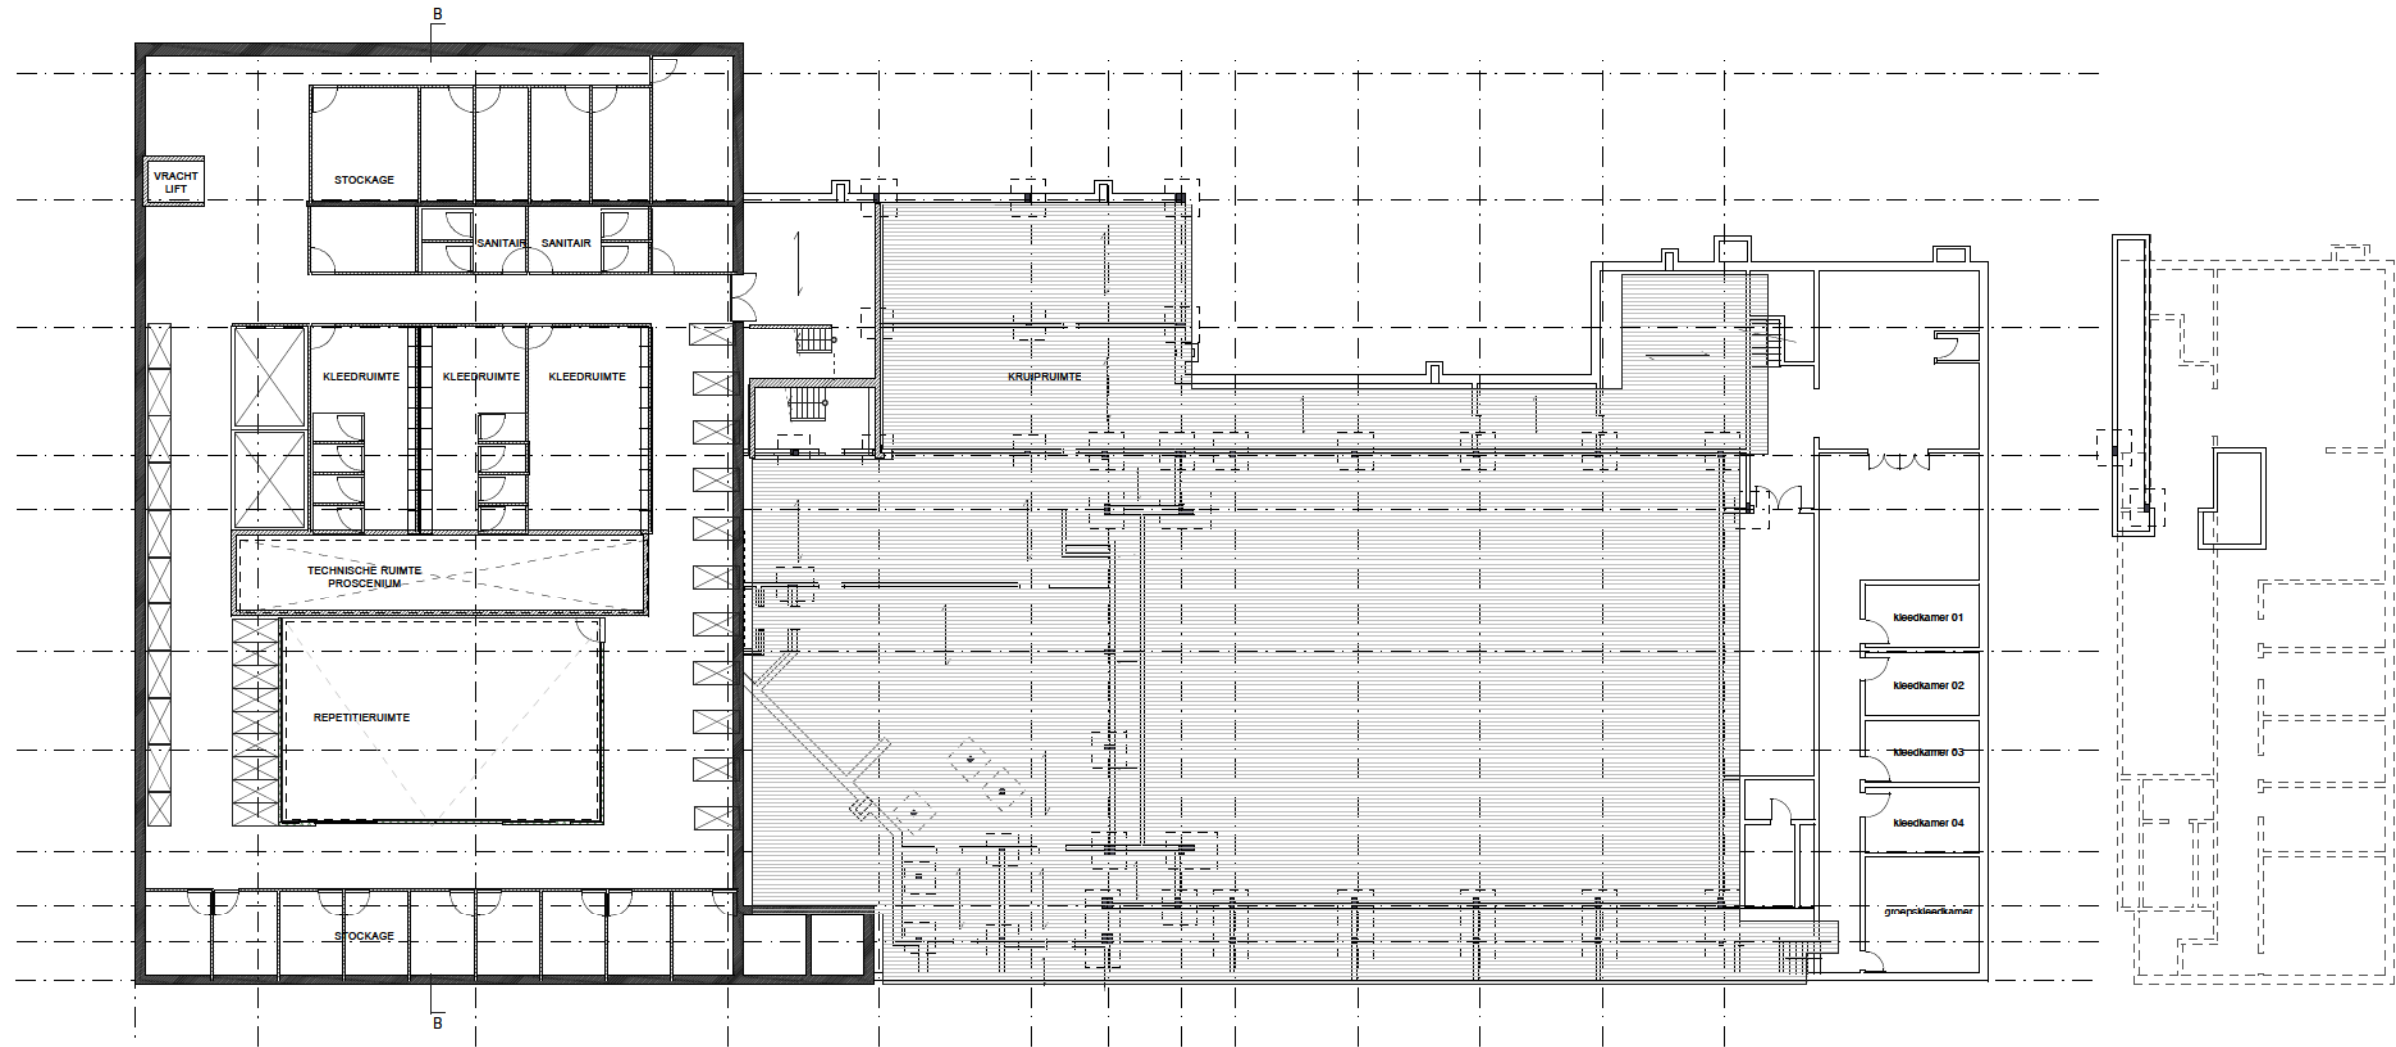 B
VRACHT
LIFT
STOCKAGE
SANITAIR
SANITAIR
KLEEDRUIMTE
KLEEDRUIMTE
KLEEDRUIMTE
KRUIPRUIMTE
TECHNISCHE RUIMTE
PROSCENIUM
kleedkamer 01
kleedkamer 02
REPETITIERUIMTE
kleedkamer 03
kleedkamer 04
groepskleedkamer
STOCKAGE
B